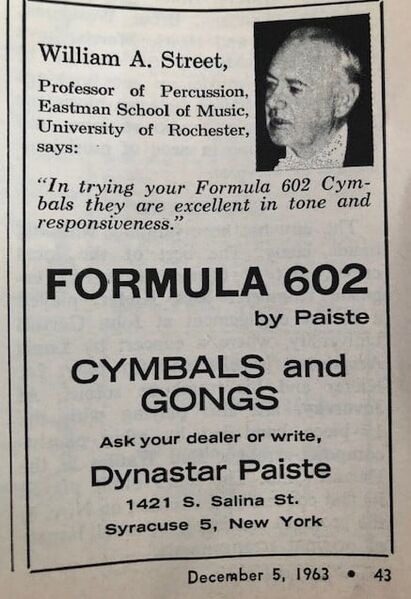 William A. Street,
Professor of Percussion,
Eastman School of Music,
University of Rochester,
says:
“In trying your Formula 602 Cym-
bals they are excellent in tone and
responsiveness.”
FORMULA 602
by Paiste
CYMBALS and
GONGS
Ask your dealer or write,
Dynastar Paiste
1421 S. Salina St.
Syracuse 5, New York
December 5, 1963 • 43